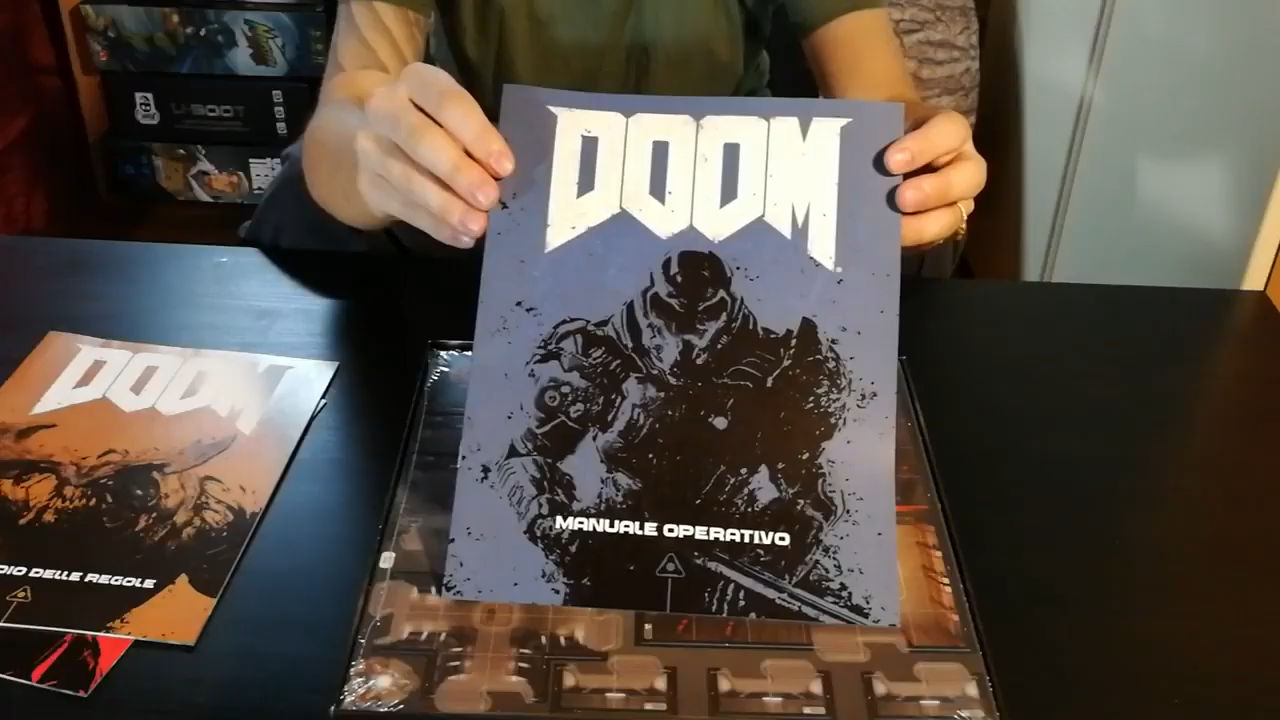 U-BOOT
DOOM
MANUALE OPERATIVO
DOOM
DIO DELLE REGOLE